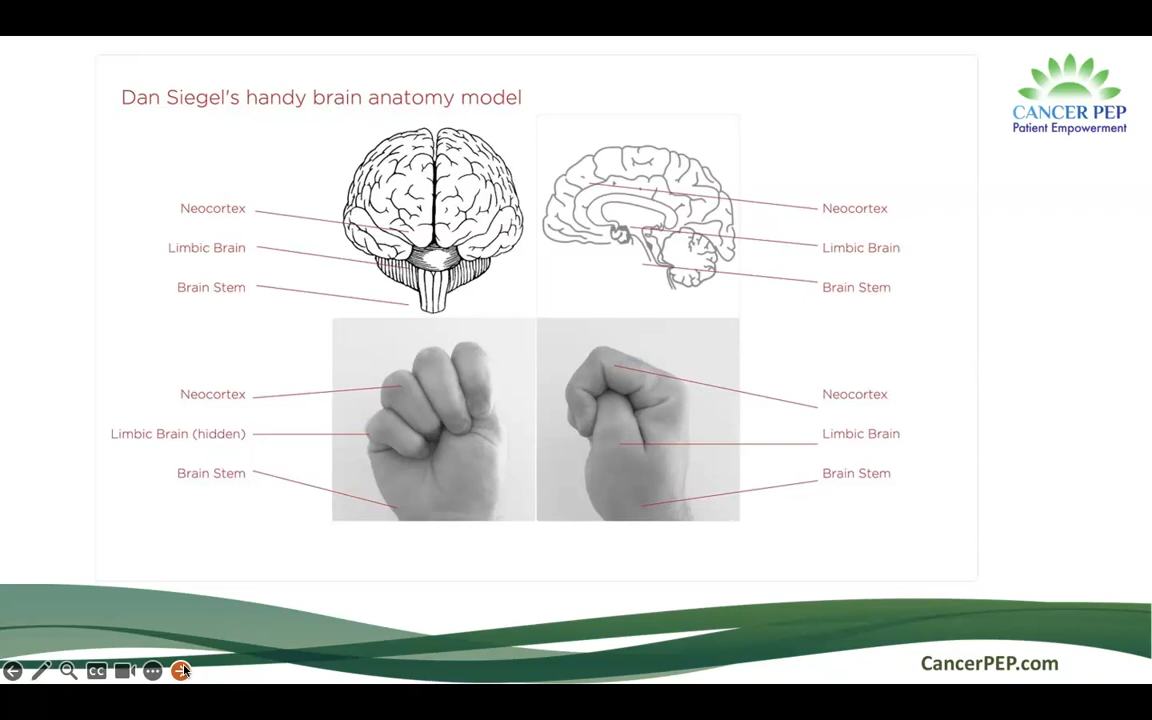 Dan Siegel's handy brain anatomy model
CANCER PEP
Patient Empowerment
Neocortex
Limbic Brain
Brain Stem
Neocortex
Limbic Brain
Brain Stem
Neocortex
Limbic Brain (hidden)
Brain Stem
Neocortex
Limbic Brain
Brain Stem
CC
CancerPEP.com